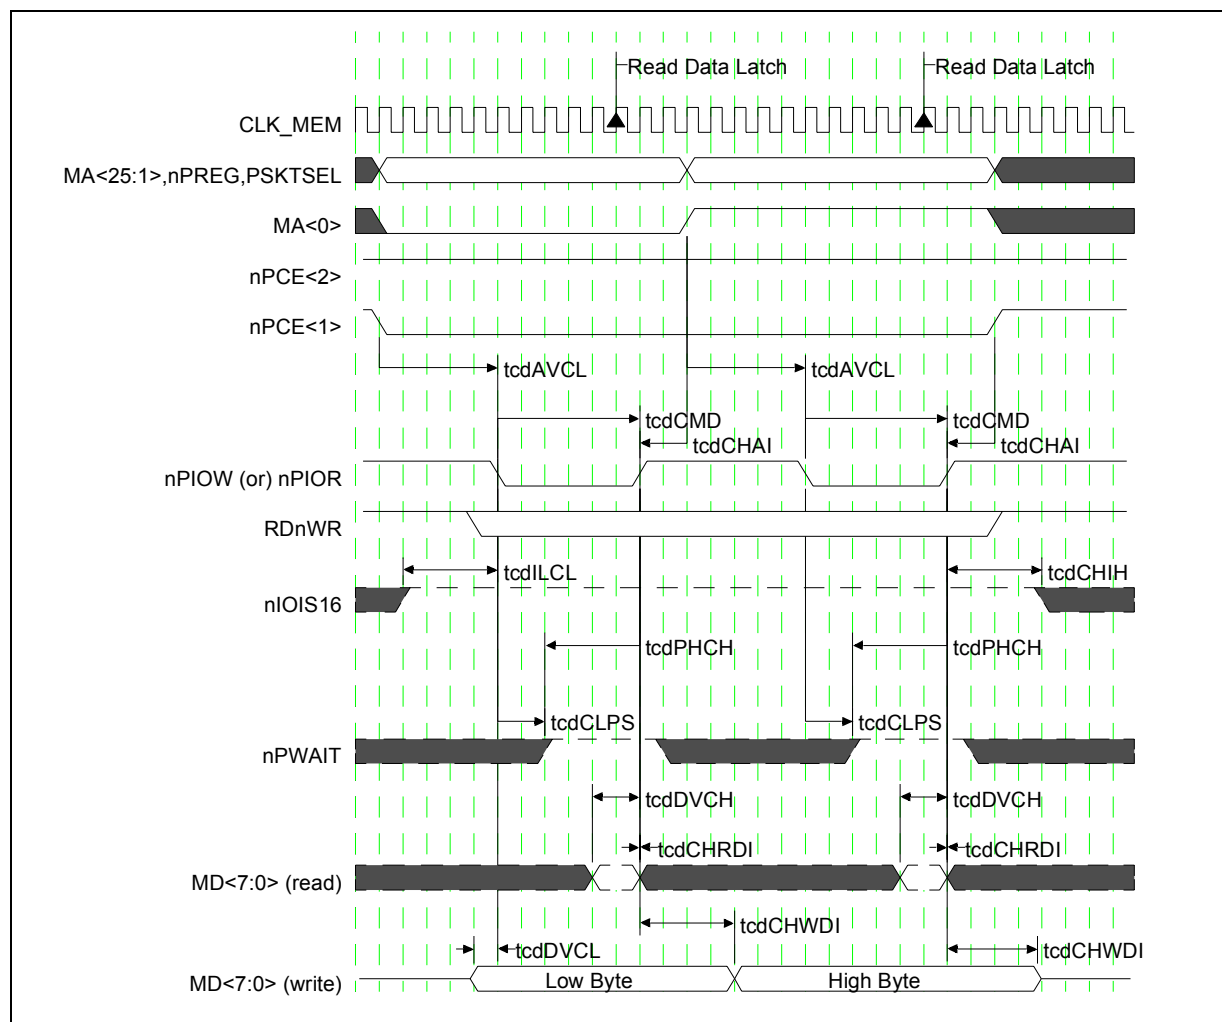 Read Data Latch Read Data Latch
CLK_MEM
MA<25:1>,nPREG,PSKTSEL
MA<0>
nPCE<2>
nPCE<1>
tcdAVCL tcdAVCL
tcdCMD tcdCMD
tcdCHAI tcdCHAI
nPIOW (or) nPIOR
RDnWR
tcdILCL tcdCHIH
nIOIS16
tcdPHCH tcdPHCH
tcdCLPS tcdCLPS
nPWAIT
tcdDVCH tcdDVCH
tcdCHRDI tcdCHRDI
MD<7:0> (read)
tcdCHWDI
tcdDVCL tcdCHWDI
MD<7:0> (write) Low Byte High Byte